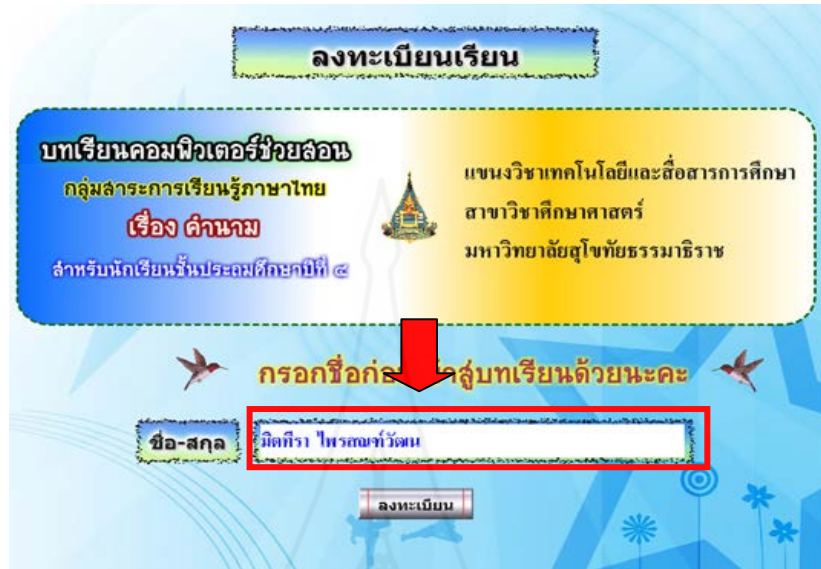 ลงทะเบียนเรียน
บทเรียนคอมพิวเตอร์ช่วยสอน
กลุ่มสาระการเรียนรู้ภาษาไทย
เรื่อง คำนาม
สำหรับนักเรียนชั้นประถมศึกษาปีที่ ๔
แขนงวิชาเทคโนโลยีและสื่อสารการศึกษา
สาขาวิชาศึกษาศาสตร์
มหาวิทยาลัยสุโขทัยธรรมาธิราช
กรอกชื่อก่อ สู่บทเรียนด้วยนะคะ
ชื่อ-สกุล
มิตทีรา ไพรสณฑ์วัฒน
ลงทะเบียน